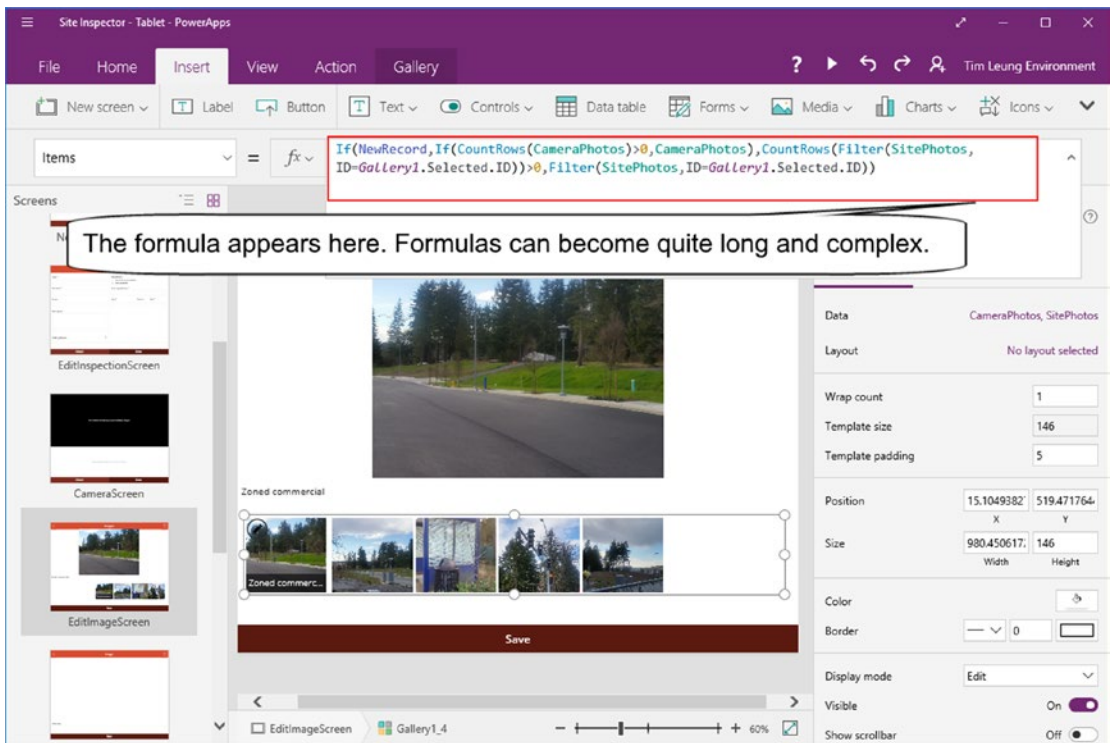 Site Inspector - Tablet - PowerApps
File Home Insert View Action Gallery ? Tim Leung Environment
New screen Label Button Text Controls Data table Forms Media Charts Icons
Items = fx If(NewRecord,If(CountRows(CameraPhotos)>0,CameraPhotos),CountRows(Filter(SitePhotos,
ID=Gallery1.Selected.ID))>0,Filter(SitePhotos,ID=Gallery1.Selected.ID))
Screens
The formula appears here. Formulas can become quite long and complex.
EditInspectionScreen
CameraScreen
EditImageScreen
Zoned commercial
Zoned commerc...
Save
EditImageScreen Gallery1_4 60%
Data CameraPhotos, SitePhotos
Layout No layout selected
Wrap count 1
Template size 146
Template padding 5
Position 15.1049382 519.471764
X Y
Size 980.450617 146
Width Height
Color
Border 0
Display mode Edit
Visible On
Show scrollbar Off